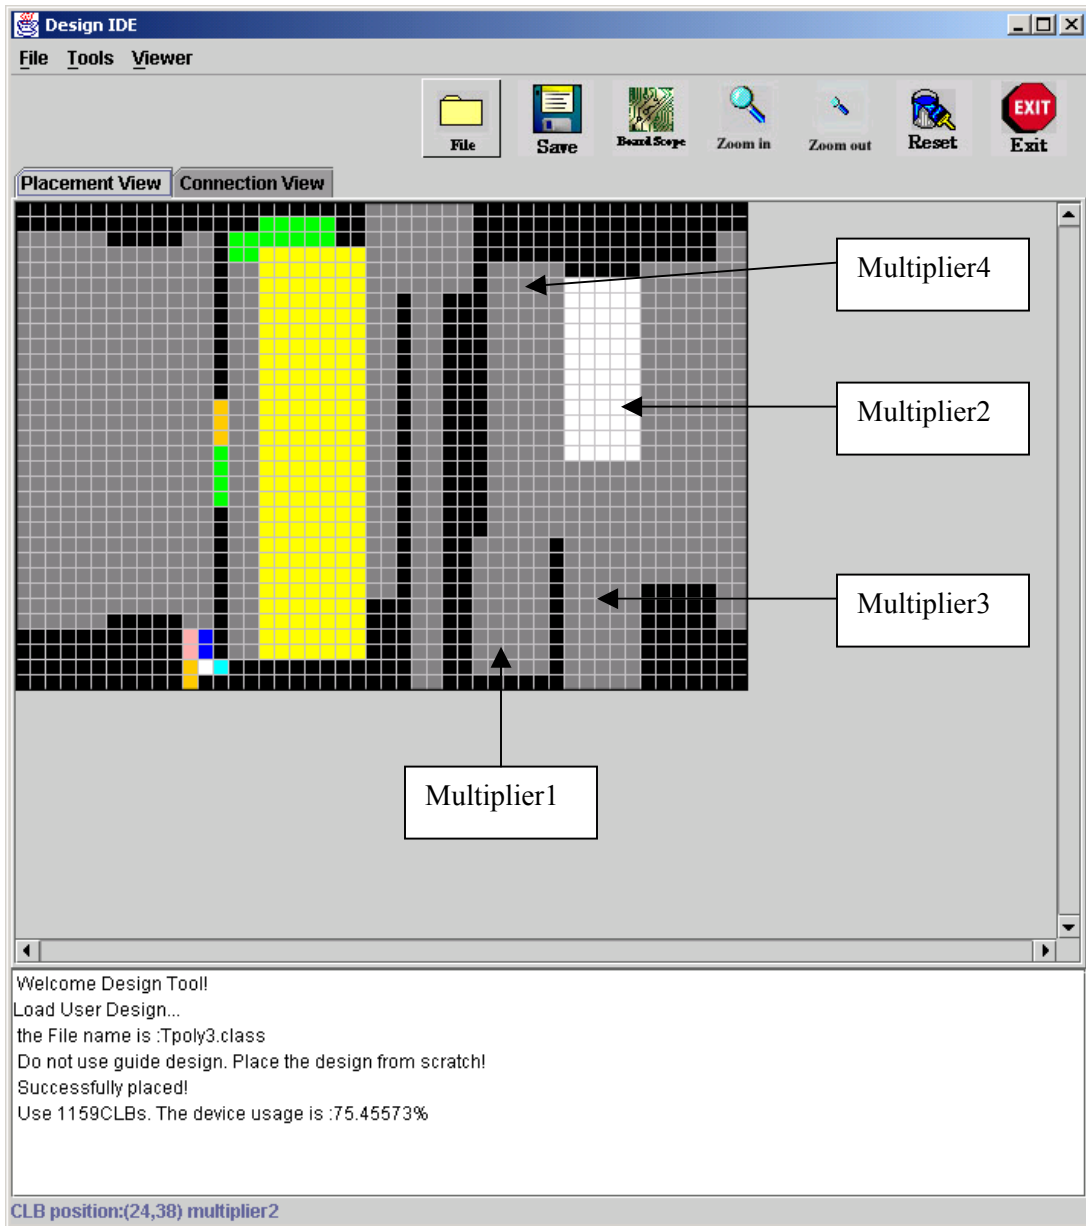 Design IDE
File Tools Viewer
File Save Board Scope Zoom in Zoom out Reset EXIT Exit
Placement View Connection View
Multiplier4
Multiplier2
Multiplier3
Multiplier1
Welcome Design Tool!
Load User Design...
the File name is :Tpoly3.class
Do not use guide design. Place the design from scratch!
Successfully placed!
Use 1159CLBs. The device usage is :75.45573%
CLB position:(24,38) multiplier2